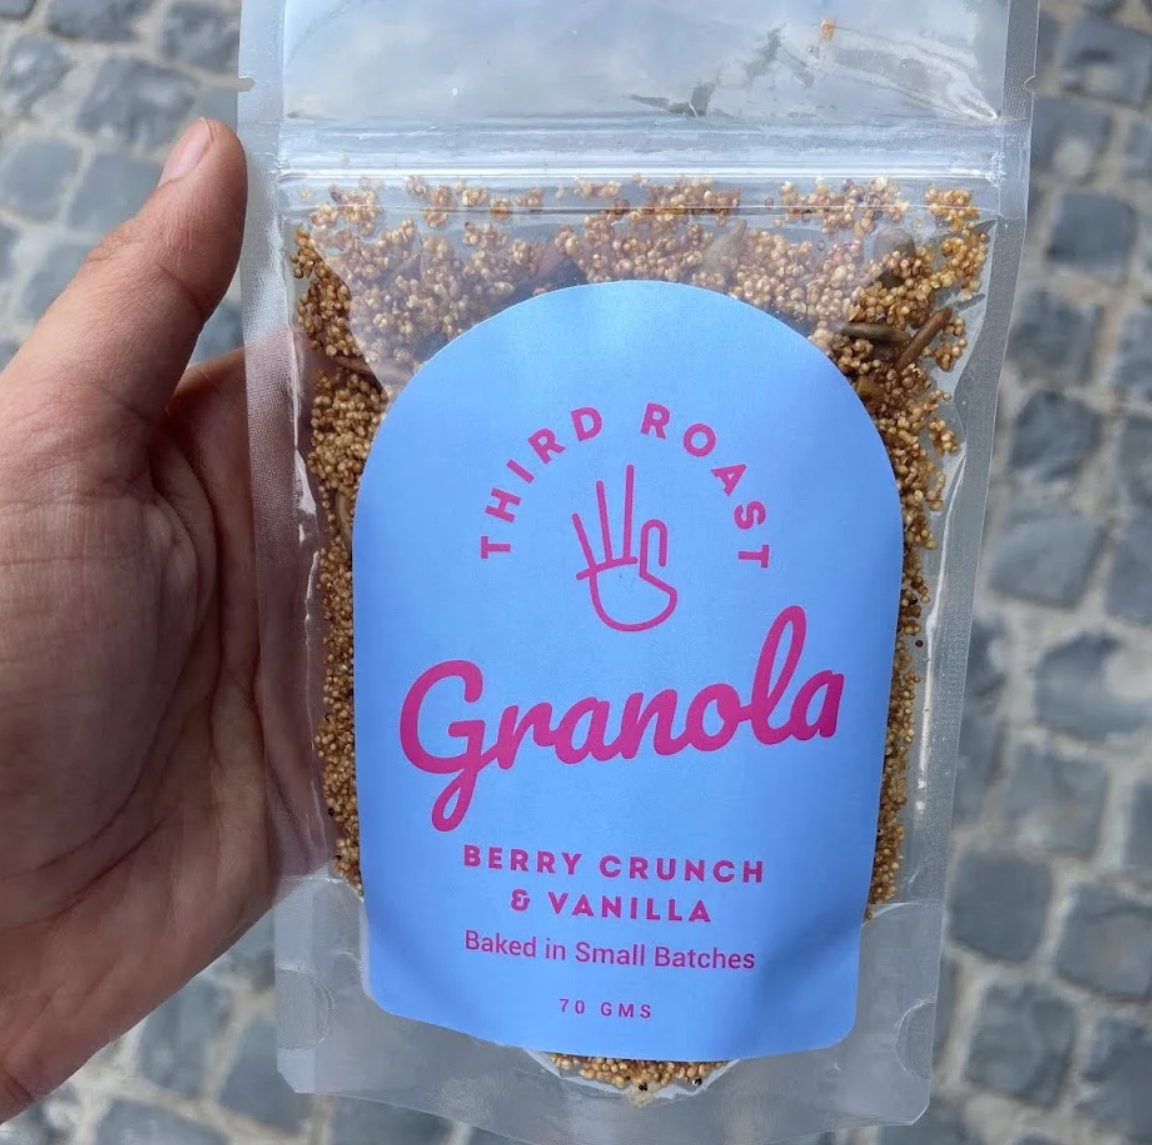 THIRD ROAST
Granola
BERRY CRUNCH
& VANILLA
Baked in Small Batches
70 GMS